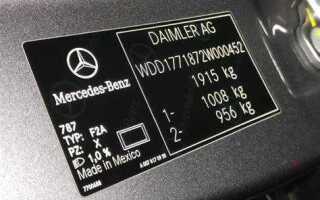 Mercedes-Benz
787
TYP: F2A
PZ: X
1,0 %
Made in Mexico
DAIMLER AG
WDD1771872W000452
1915 kg
1- 1008 kg
2- 956 kg